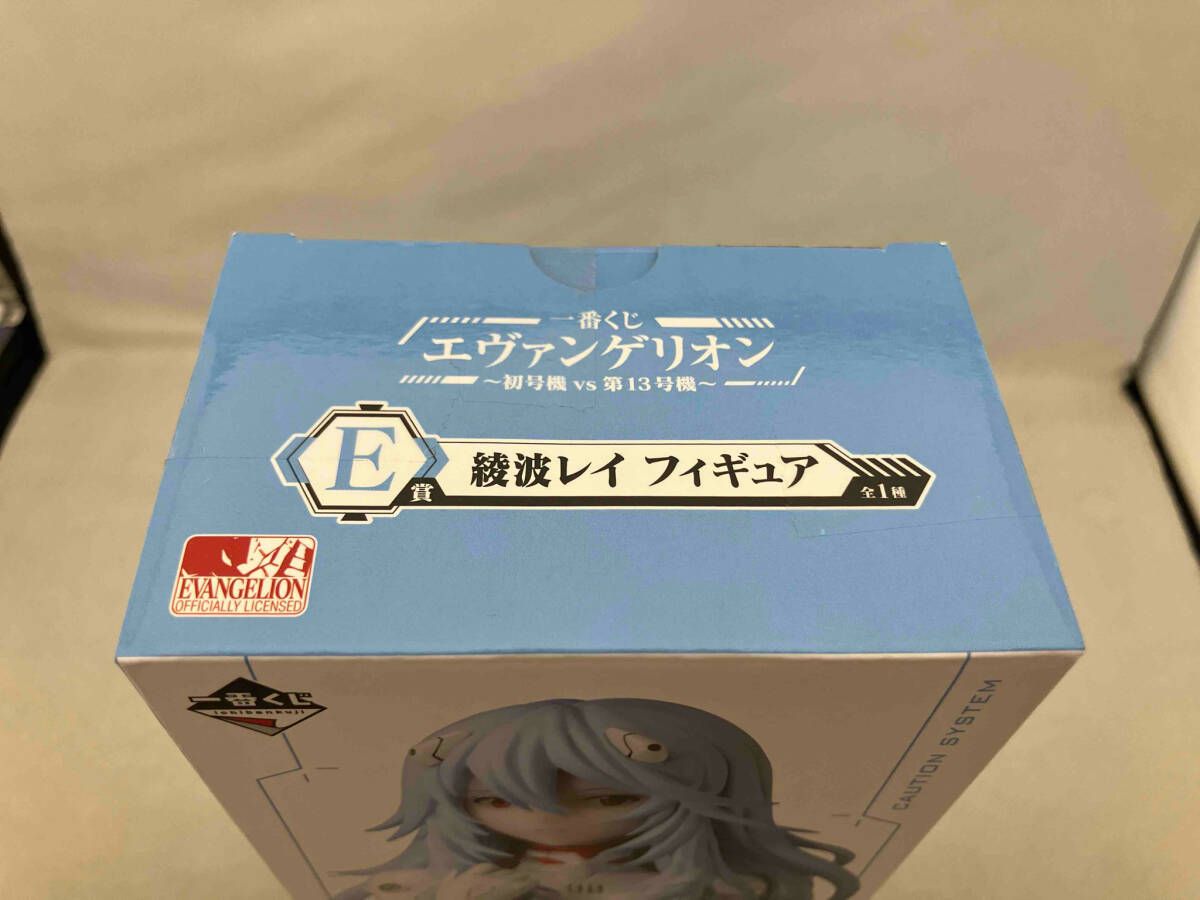 一番くじ
エヴァンゲリオン
～初号機 vs 第13号機～
E賞 綾波レイ フィギュア 全1種
EVANGELION
OFFICIALLY LICENSED
一番くじ
ichibankuji
CAUTION SYSTEM